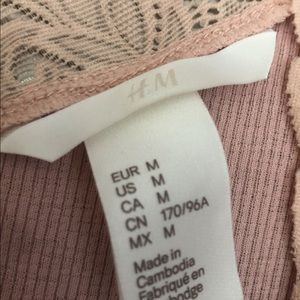 H&M
EUR M
US M
CA M
CN 170/96A
MX M
Made in
Cambodia
Fabriqué en